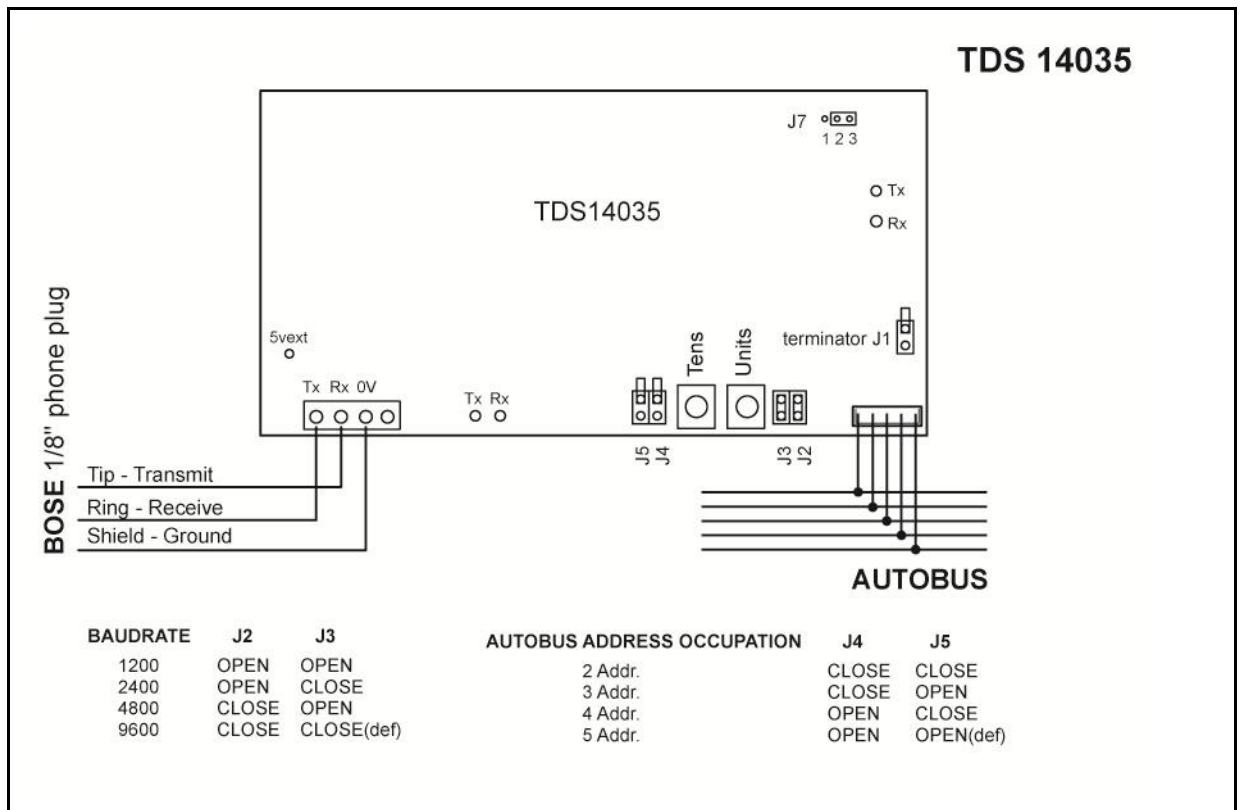 TDS 14035
J7
1 2 3
Tx
Rx
TDS14035
BOSE 1/8" phone plug
5vext
Tx Rx 0V
Tx Rx
Tens
Units
terminator J1
J5
J4
J3
J2
Tip - Transmit
Ring - Receive
Shield - Ground
AUTOBUS
BAUDRATE J2 J3
1200 OPEN OPEN
2400 OPEN CLOSE
4800 CLOSE OPEN
9600 CLOSE CLOSE(def)
AUTOBUS ADDRESS OCCUPATION J4 J5
2 Addr. CLOSE CLOSE
3 Addr. CLOSE OPEN
4 Addr. OPEN CLOSE
5 Addr. OPEN OPEN(def)